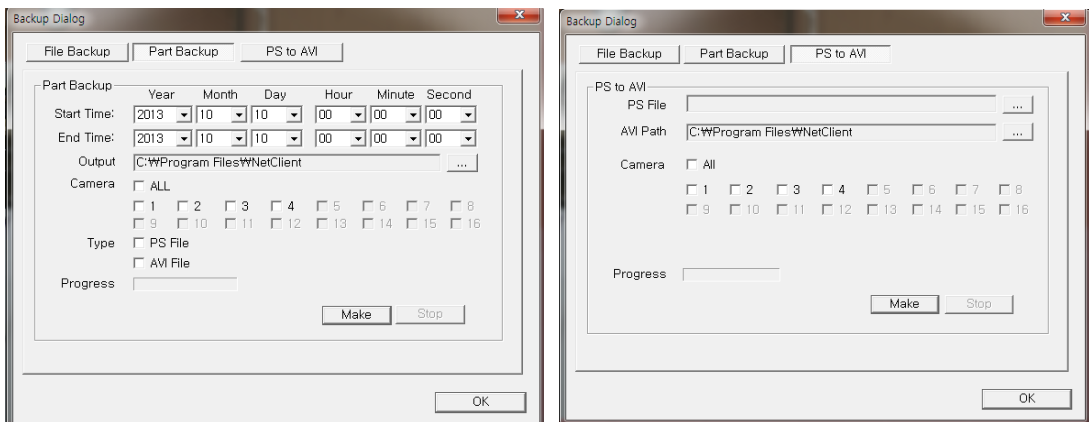 Backup Dialog
File Backup Part Backup PS to AVI
Part Backup
Year Month Day Hour Minute Second
Start Time: 2013 10 10 00 00 00
End Time: 2013 10 10 00 00 00
Output C:₩Program Files₩NetClient ...
Camera ALL
1 2 3 4 5 6 7 8
9 10 11 12 13 14 15 16
Type PS File
AVI File
Progress
Make Stop
OK
Backup Dialog
File Backup Part Backup PS to AVI
PS to AVI
PS File ...
AVI Path C:₩Program Files₩NetClient ...
Camera All
1 2 3 4 5 6 7 8
9 10 11 12 13 14 15 16
Progress
Make Stop
OK